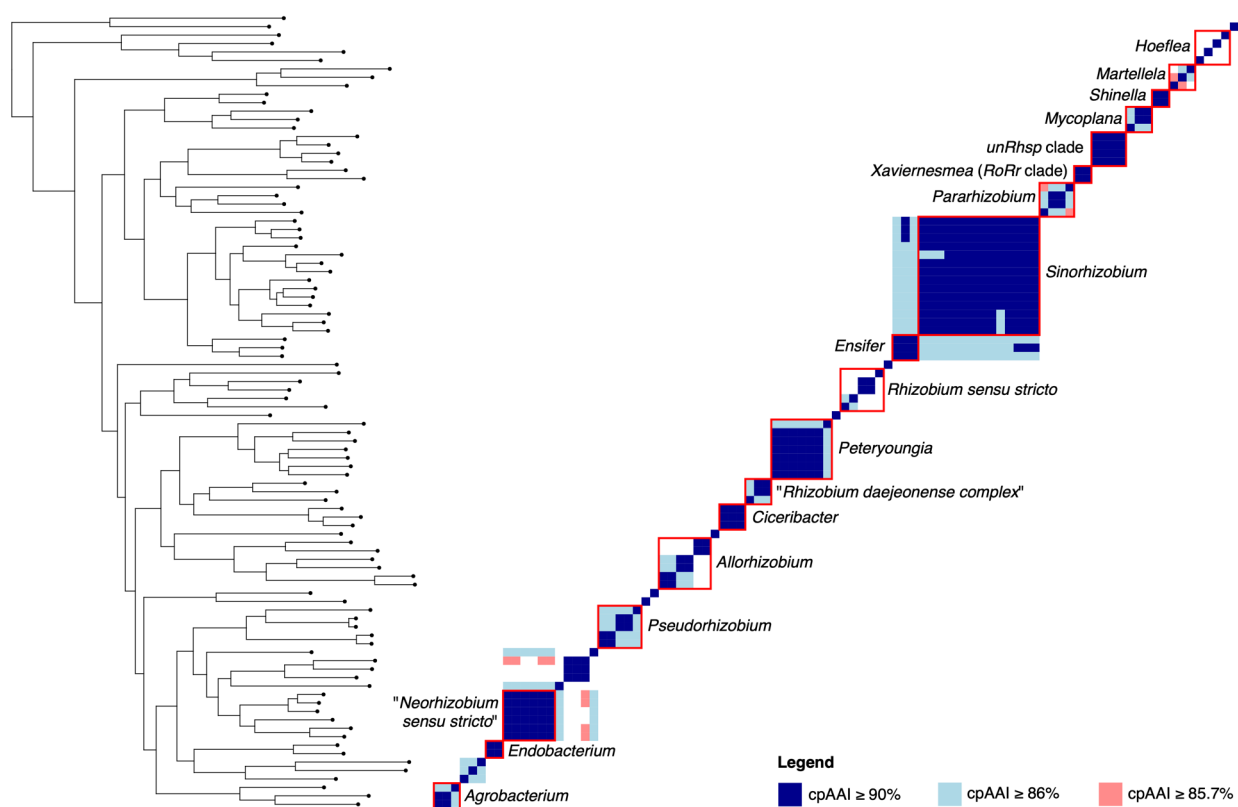 Hoeflea
Martellela
Shinella
Mycoplana
unRhsp clade
Xaviernesmea (RoRr clade)
Pararhizobium
Sinorhizobium
Ensifer
Rhizobium sensu stricto
Peteryoungia
"Rhizobium daejeonense complex"
Ciceribacter
Allorhizobium
Pseudorhizobium
"Neorhizobium
sensu stricto"
Endobacterium
Agrobacterium
Legend
cpAAI ≥ 90%
cpAAI ≥ 86%
cpAAI ≥ 85.7%